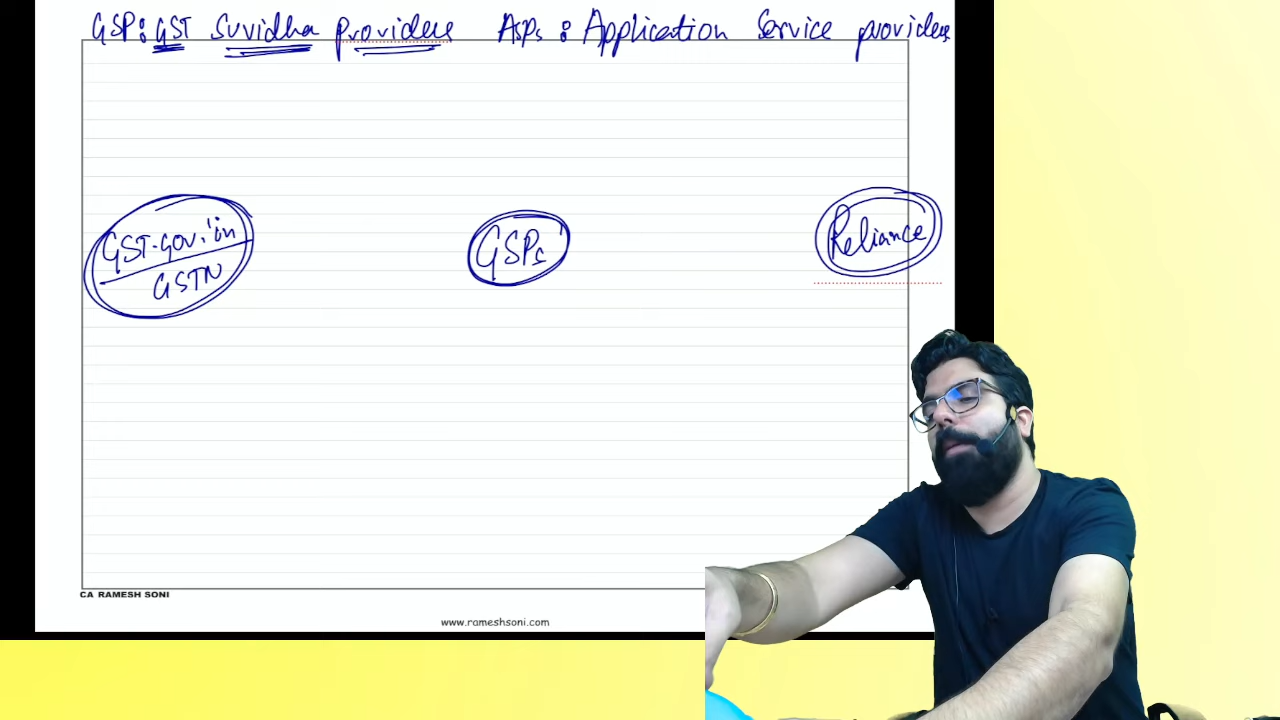 GSP: GST Suvidha providers ASPs : Application Service providers
GST.gov.in
GSTN
GSPs
Reliance
CA RAMESH SONI
www.rameshsoni.com